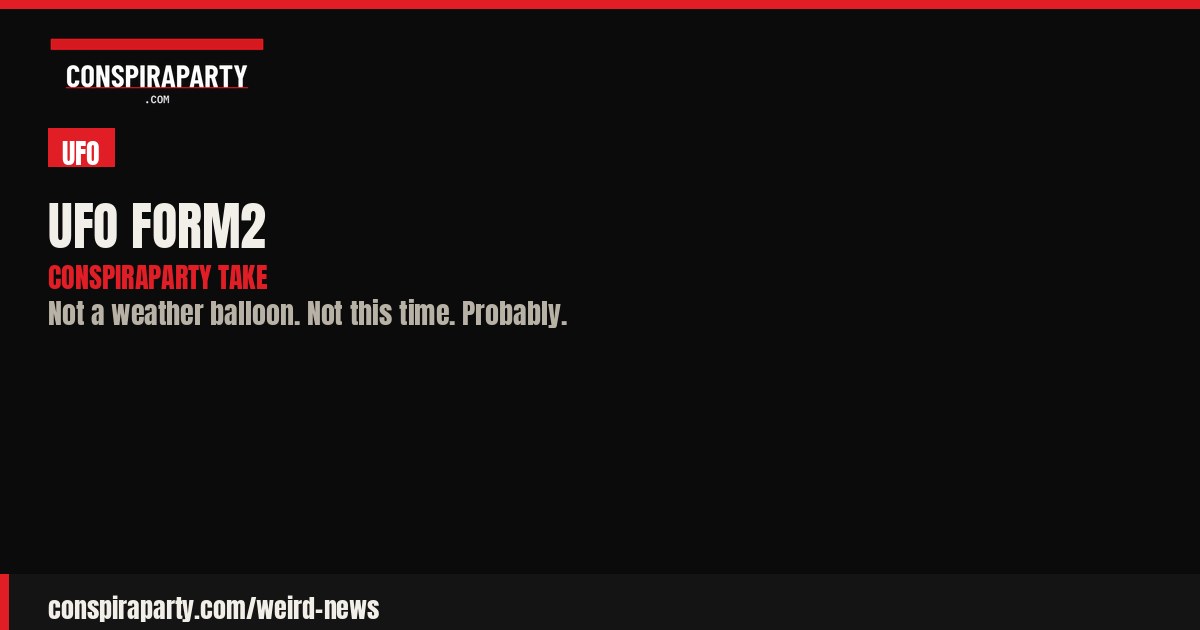 CONSPIRAPARTY
.COM
UFO
UFO FORM2
CONSPIRAPARTY TAKE
Not a weather balloon. Not this time. Probably.
conspiraparty.com/weird-news